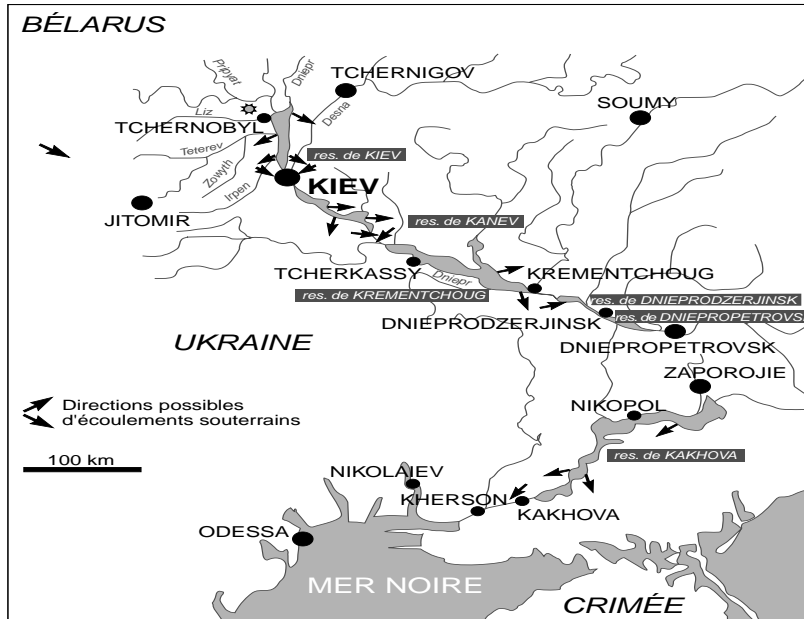 BÉLARUS
Pripyat
Dniepr
TCHERNIGOV
SOUMY
Liz
Desna
TCHERNOBYL
Teterev
res. de KIEV
Zowyth
Irpen
KIEV
JITOMIR
res. de KANEV
TCHERKASSY
Dniepr
KREMENTCHOUG
res. de KREMENTCHOUG
res. de DNIEPRODZERJINSK
DNIEPRODZERJINSK
res. de DNIEPROPETROVS
UKRAINE
DNIEPROPETROVSK
ZAPOROJIE
Directions possibles
d'écoulements souterrains
NIKOPOL
100 km
res. de KAKHOVA
NIKOLAIEV
KHERSON
KAKHOVA
ODESSA
MER NOIRE
CRIMÉE